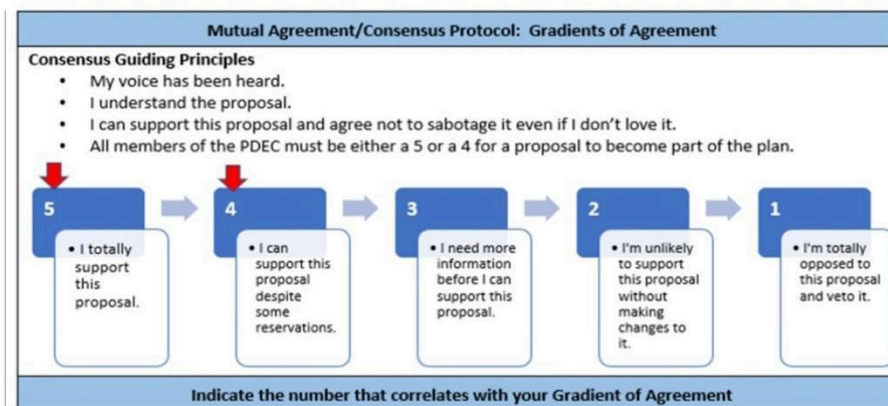 Mutual Agreement/Consensus Protocol: Gradients of Agreement
Consensus Guiding Principles
• My voice has been heard.
• I understand the proposal.
• I can support this proposal and agree not to sabotage it even if I don't love it.
• All members of the PDEC must be either a 5 or a 4 for a proposal to become part of the plan.
5
• I totally
support
this
proposal.
4
• I can
support this
proposal
despite
some
reservations.
3
• I need more
information
before I can
support this
proposal.
2
• I'm unlikely
to support
this proposal
without
making
changes to
it.
1
• I'm totally
opposed to
this proposal
and veto it.
Indicate the number that correlates with your Gradient of Agreement